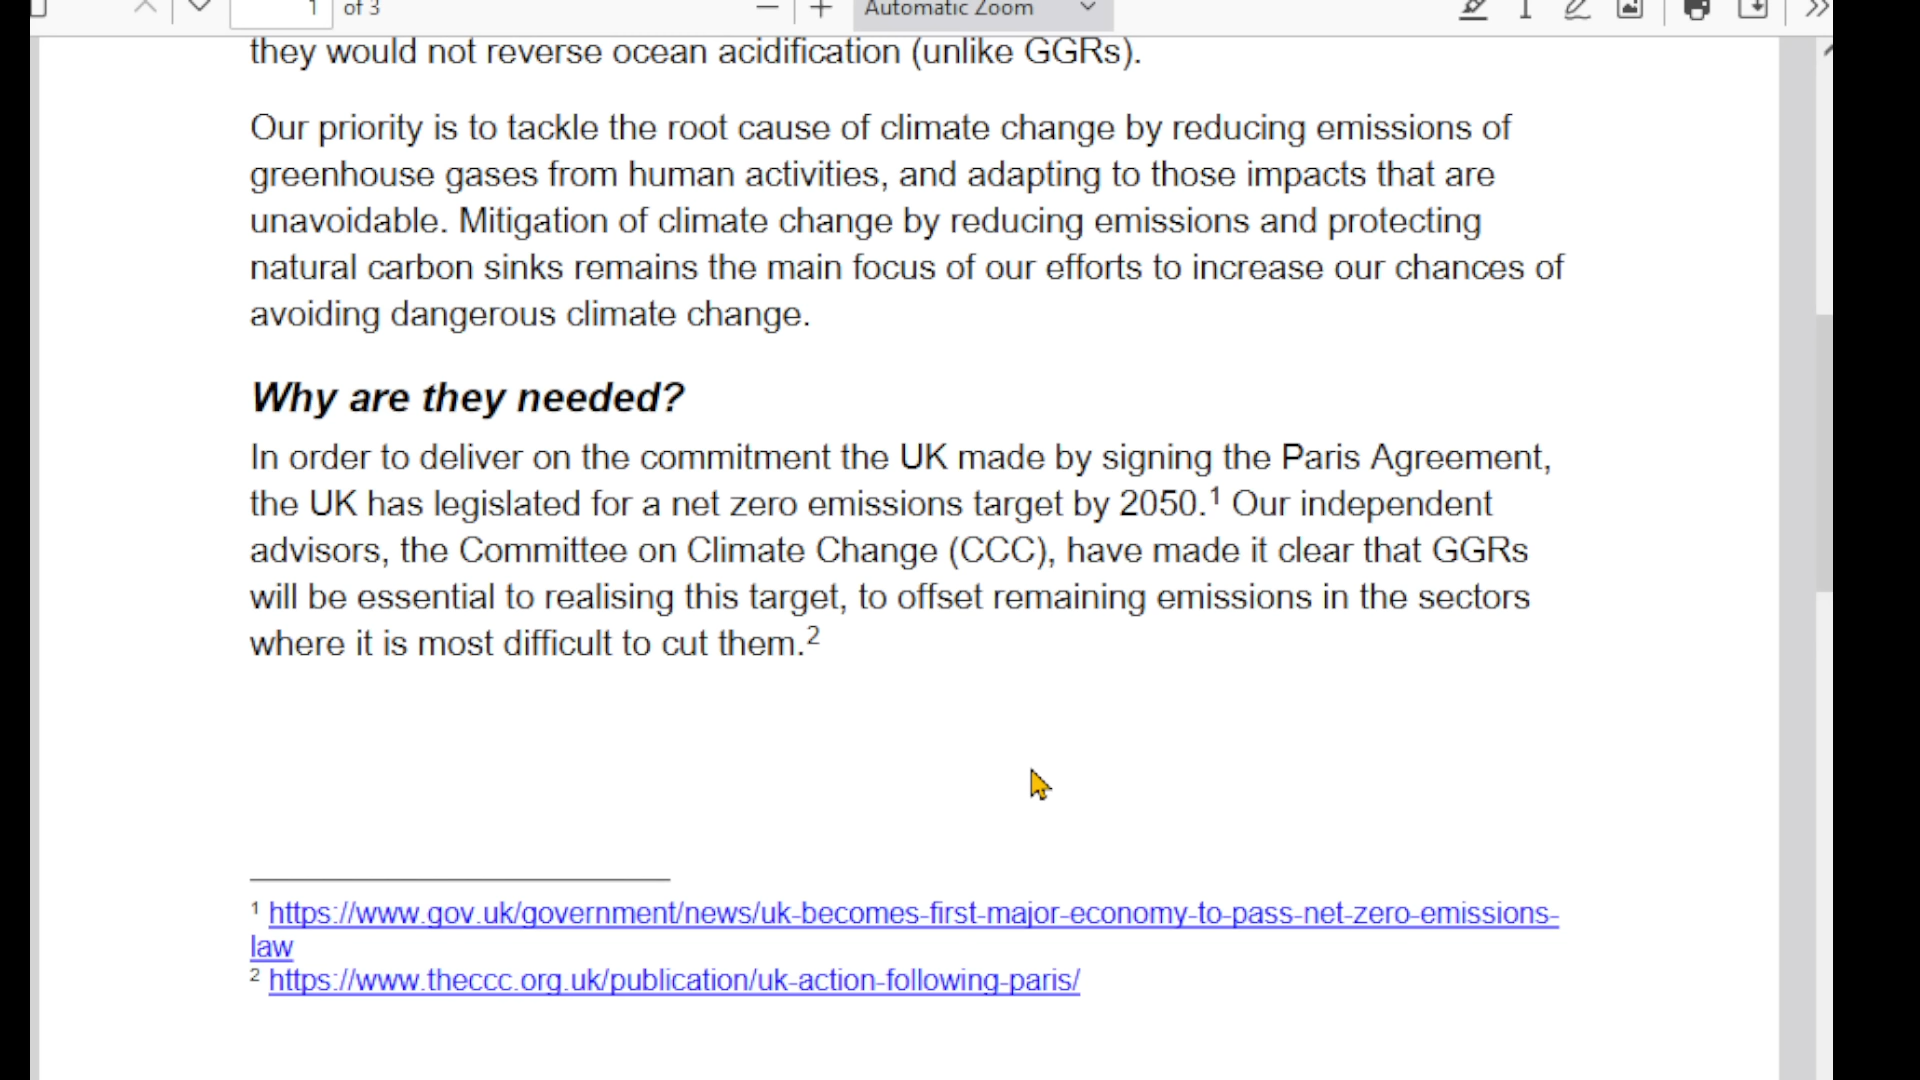 1 of 3 Automatic Zoom
they would not reverse ocean acidification (unlike GGRs).
Our priority is to tackle the root cause of climate change by reducing emissions of
greenhouse gases from human activities, and adapting to those impacts that are
unavoidable. Mitigation of climate change by reducing emissions and protecting
natural carbon sinks remains the main focus of our efforts to increase our chances of
avoiding dangerous climate change.
Why are they needed?
In order to deliver on the commitment the UK made by signing the Paris Agreement,
the UK has legislated for a net zero emissions target by 2050.¹ Our independent
advisors, the Committee on Climate Change (CCC), have made it clear that GGRs
will be essential to realising this target, to offset remaining emissions in the sectors
where it is most difficult to cut them.²
¹ https://www.gov.uk/government/news/uk-becomes-first-major-economy-to-pass-net-zero-emissions-
law
² https://www.theccc.org.uk/publication/uk-action-following-paris/